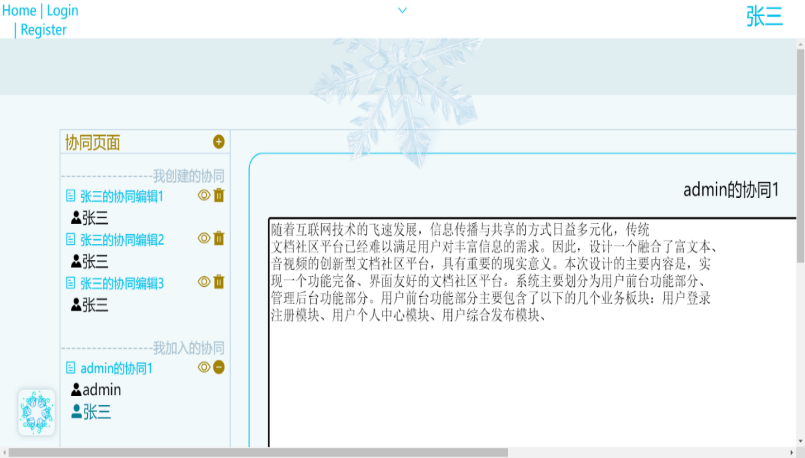 Home | Login
| Register
张三
协同页面
--------------------我创建的协同
张三的协同编辑1
张三
张三的协同编辑2
张三
张三的协同编辑3
张三
--------------------我加入的协同
admin的协同1
admin
张三
admin的协同1
随着互联网技术的飞速发展，信息传播与共享的方式日益多元化，传统
文档社区平台已经难以满足用户对丰富信息的需求。因此，设计一个融合了富文本、
音视频的创新型文档社区平台，具有重要的现实意义。本次设计的主要内容是，实
现一个功能完备、界面友好的文档社区平台。系统主要划分为用户前台功能部分、
管理后台功能部分。用户前台功能部分主要包含了以下的几个业务板块：用户登录
注册模块、用户个人中心模块、用户综合发布模块、